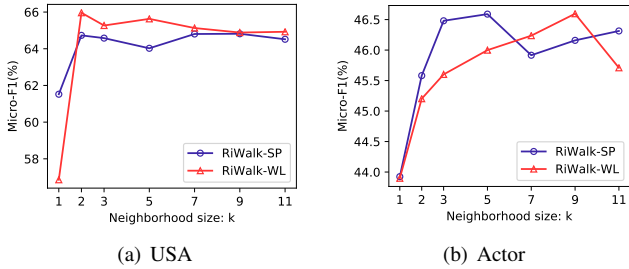 66
64
62
60
58
Micro-F1(%)
RiWalk-SP
RiWalk-WL
1 2 3 5 7 9 11
Neighborhood size: k
(a) USA
46.5
46.0
45.5
45.0
44.5
44.0
Micro-F1(%)
RiWalk-SP
RiWalk-WL
1 2 3 5 7 9 11
Neighborhood size: k
(b) Actor